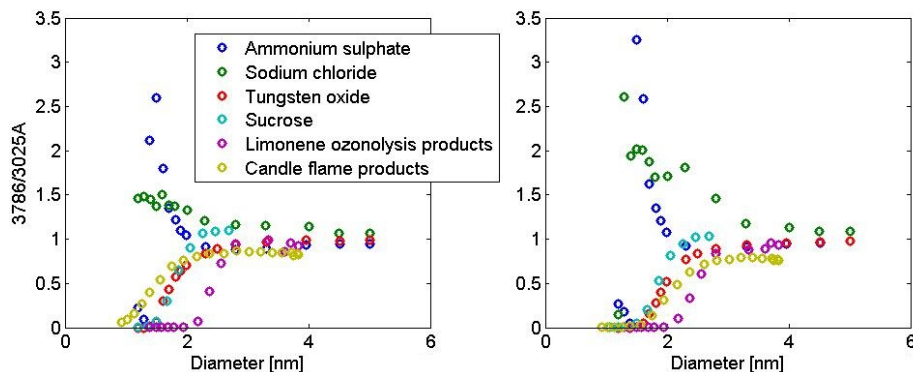 3.5
3
2.5
2
1.5
1
0.5
0
3786/3025A
0 2 4 6
Diameter [nm]
Ammonium sulphate
Sodium chloride
Tungsten oxide
Sucrose
Limonene ozonolysis products
Candle flame products
3.5
3
2.5
2
1.5
1
0.5
0
0 2 4 6
Diameter [nm]